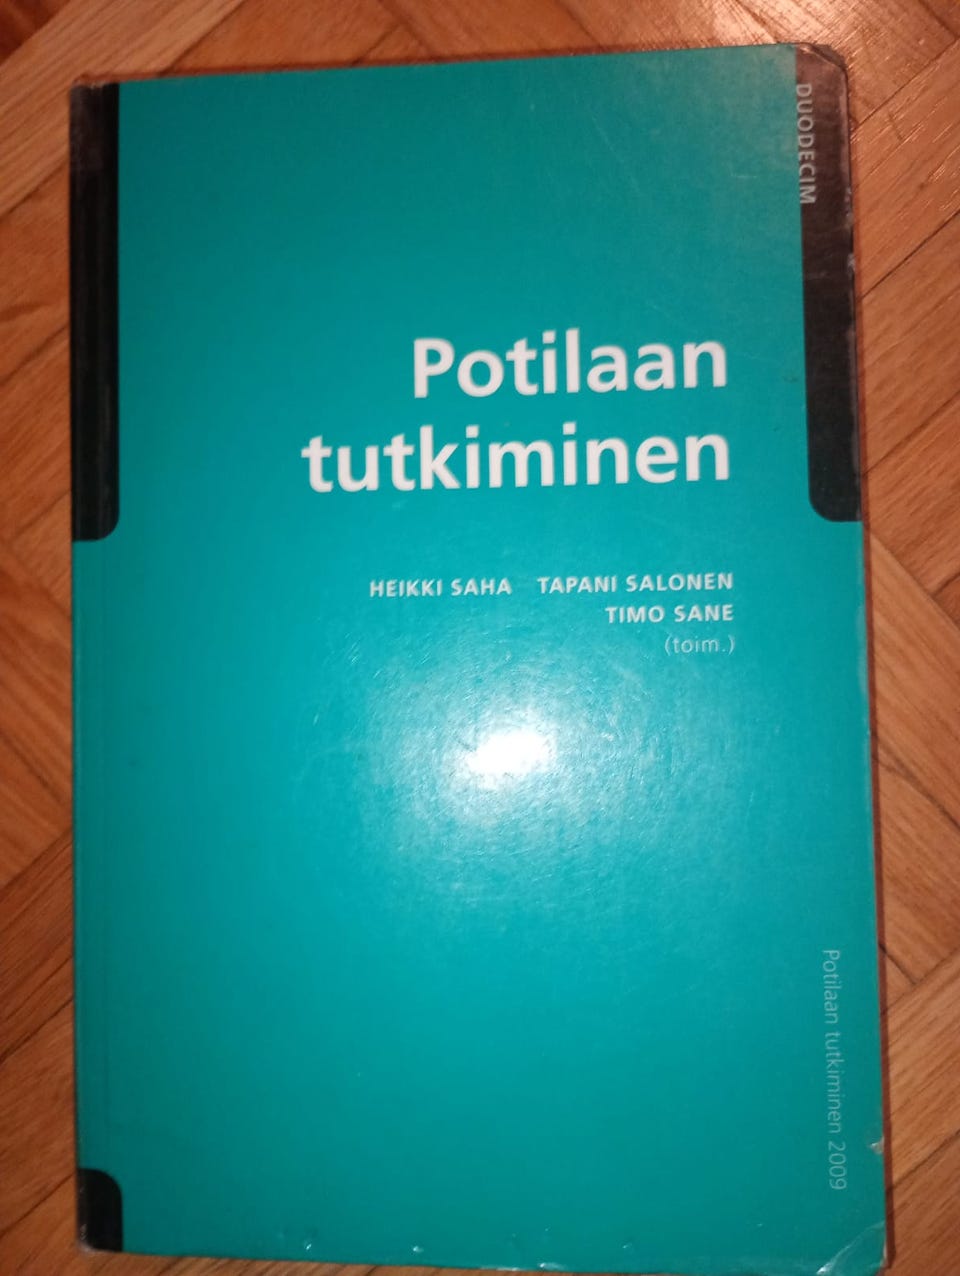 DUODECIM
Potilaan
tutkiminen
HEIKKI SAHA TAPANI SALONEN
TIMO SANE
(toim.)
Potilaan tutkiminen 2009